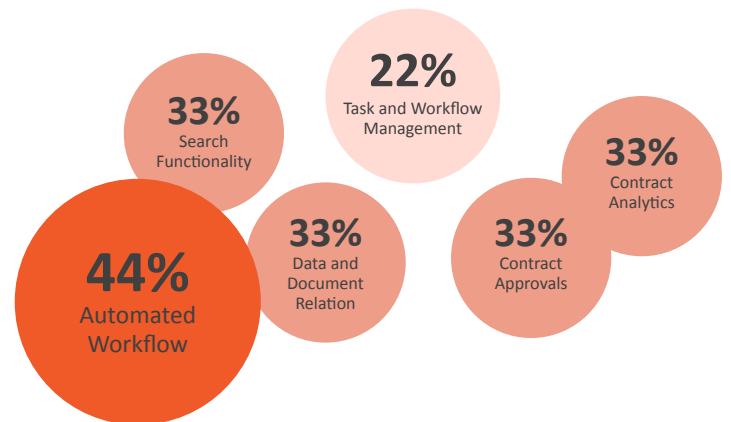 22%
Task and Workflow
Management
33%
Search
Functionality
33%
Contract
Analytics
33%
Data and
Document
Relation
33%
Contract
Approvals
44%
Automated
Workflow